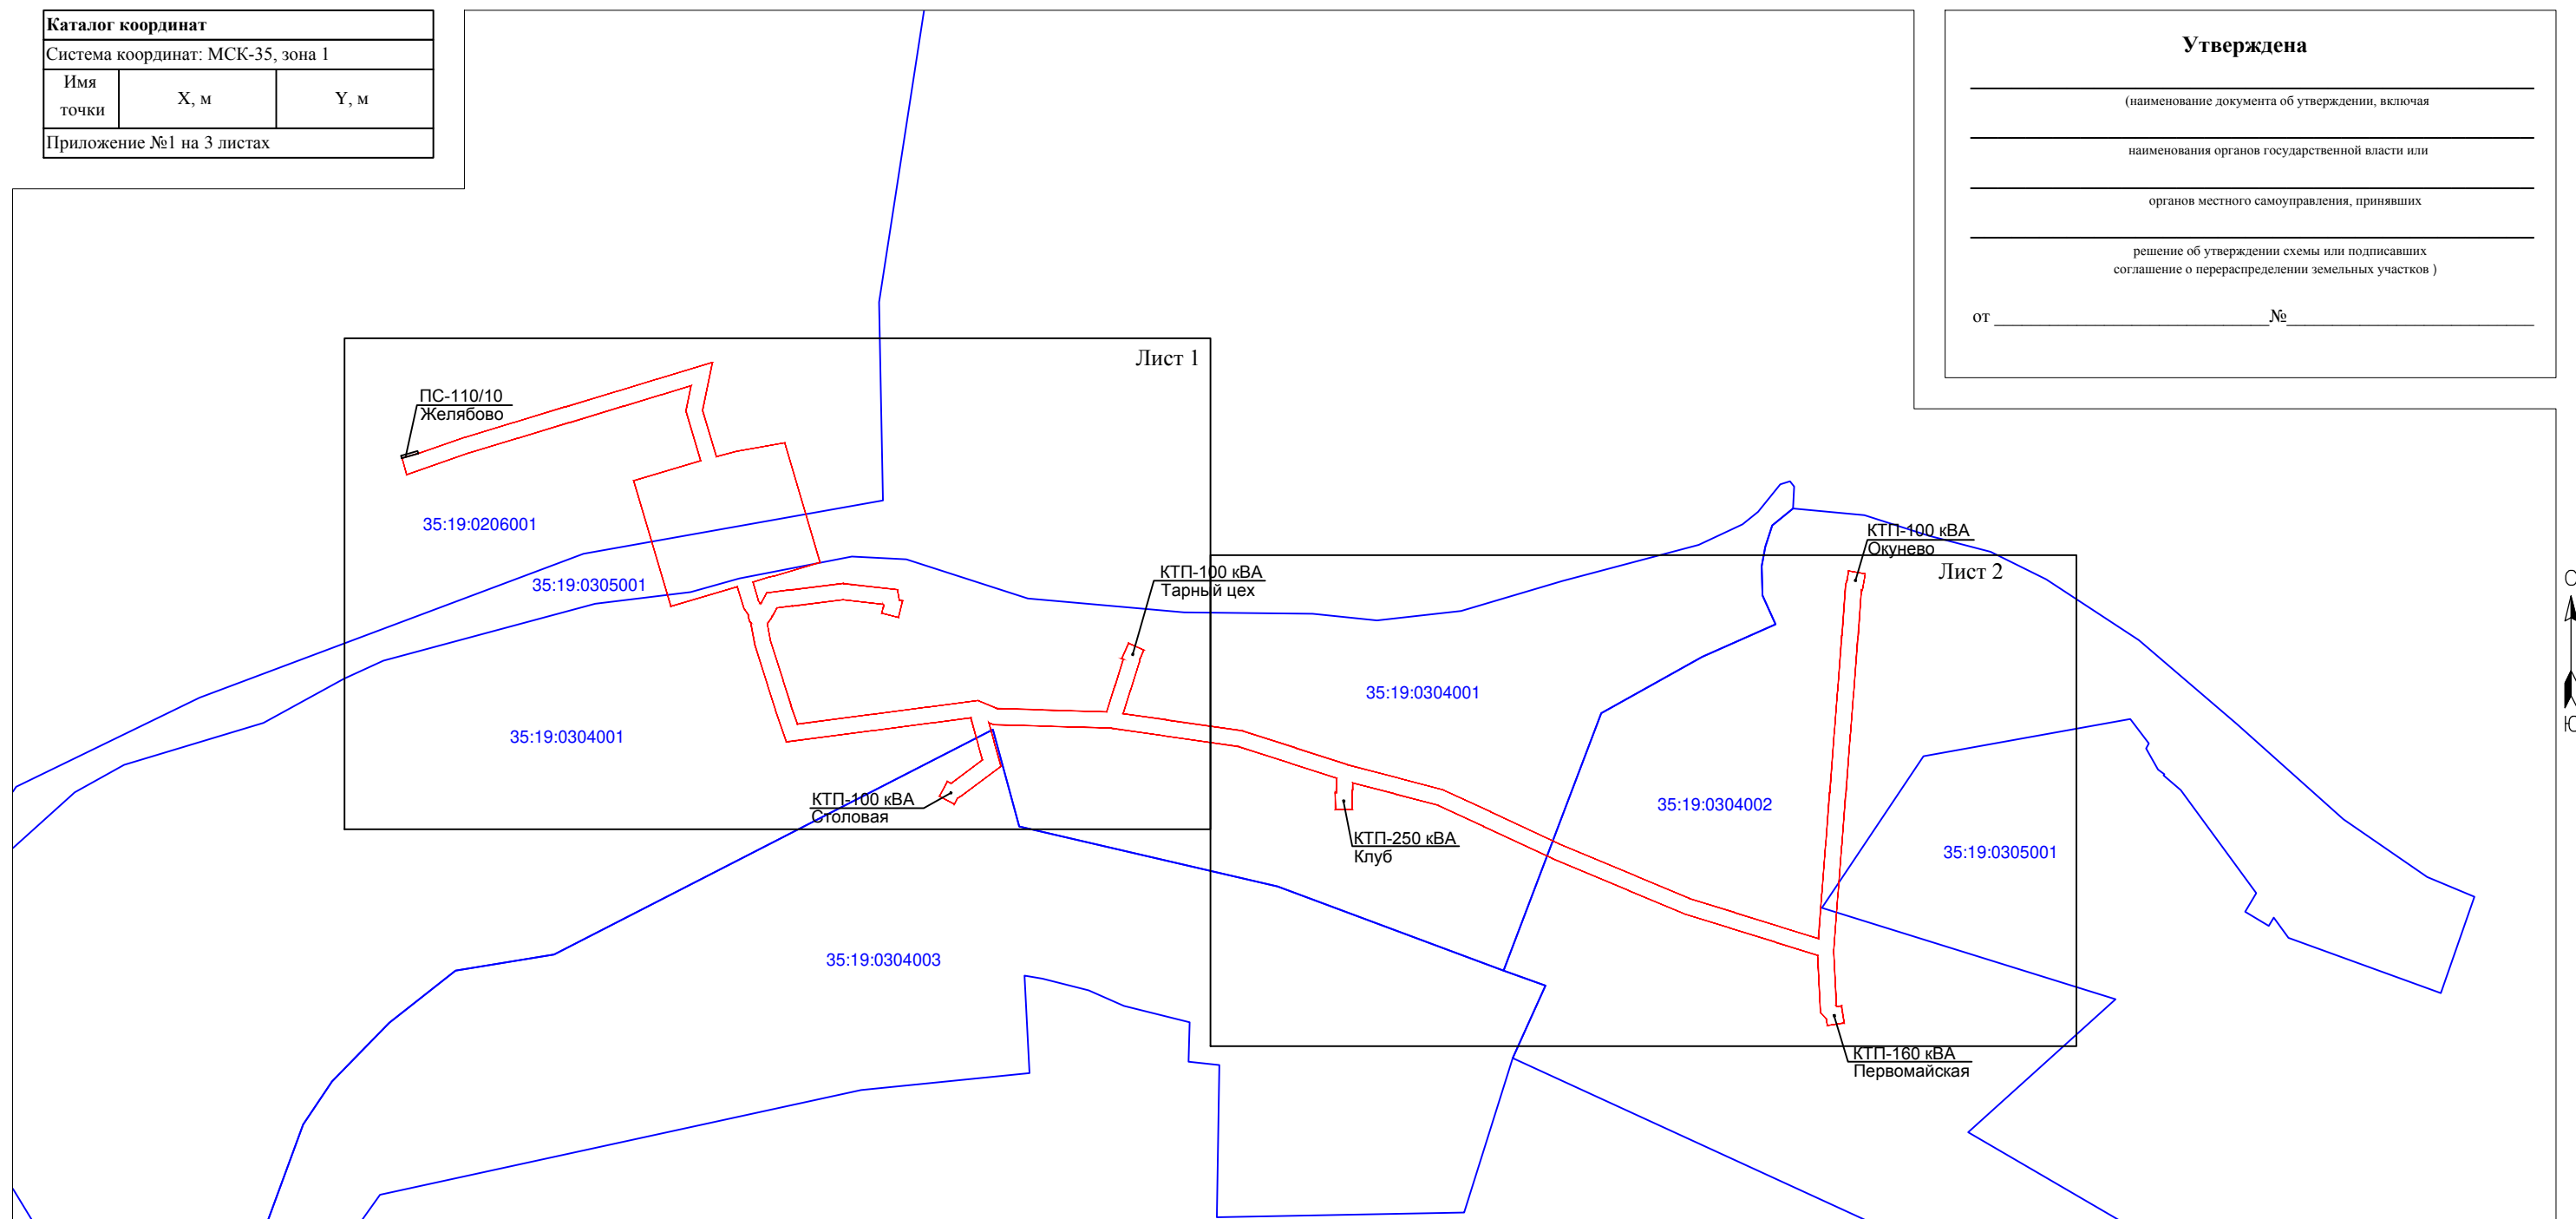 Каталог координат
Система координат: МСК-35, зона 1
Имя точки
X, м
Y, м
Приложение №1 на 3 листах
Утверждена
(наименование документа об утверждении, включая
наименования органов государственной власти или
органов местного самоуправления, принявших
решение об утверждении схемы или подписавших
соглашение о перераспределении земельных участков )
от №
Лист 1
ПС-110/10
Желябово
35:19:0206001
35:19:0305001
КТП-100 кВА
Тарный цех
КТП-100 кВА
Окунево
Лист 2
35:19:0304001
35:19:0304001
КТП-100 кВА
Столовая
35:19:0304002
КТП-250 кВА
Клуб
35:19:0305001
35:19:0304003
КТП-160 кВА
Первомайская